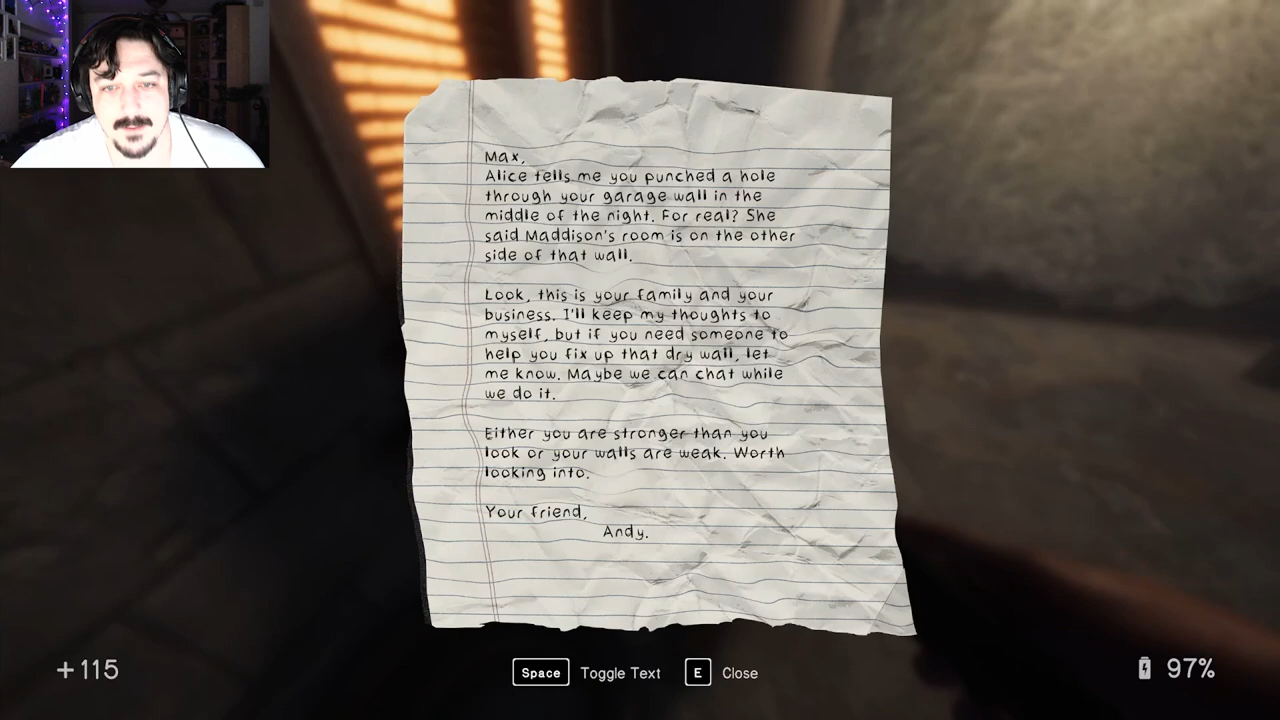 Max,
Alice tells me you punched a hole
through your garage wall in the
middle of the night. For real? She
said Maddison's room is on the other
side of that wall.
Look, this is your family and your
business. I'll keep my thoughts to
myself, but if you need someone to
help you fix up that dry wall, let
me know. Maybe we can chat while
we do it.
Either you are stronger than you
look or your walls are weak. Worth
looking into.
Your friend,
Andy.
+115
Space Toggle Text E Close
97%